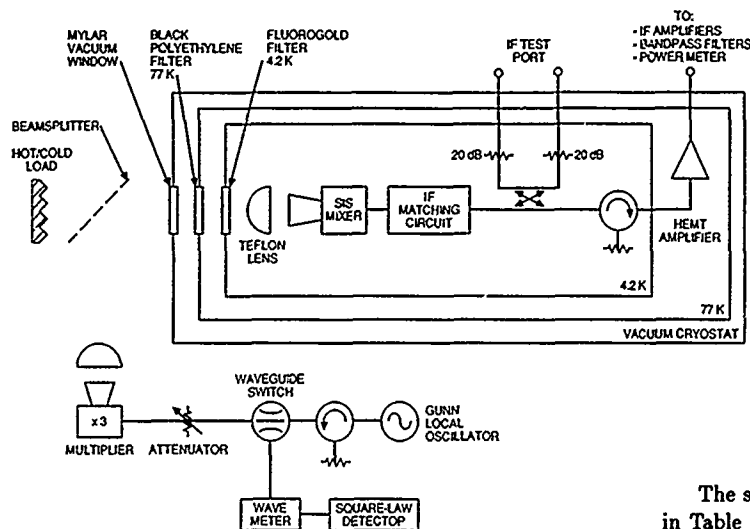 MYLAR
VACUUM
WINDOW
BLACK
POLYETHYLENE
FILTER
77 K
FLUOROGOLD
FILTER
4.2 K
IF TEST
PORT
TO:
- IF AMPLIFIERS
- BANDPASS FILTERS
- POWER METER
BEAMSPLITTER
HOT/COLD
LOAD
20 dB
20 dB
SIS
MIXER
IF
MATCHING
CIRCUIT
TEFLON
LENS
HEMT
AMPLIFIER
4.2 K
77 K
VACUUM CRYOSTAT
WAVEGUIDE
SWITCH
x3
MULTIPLIER
ATTENUATOR
GUNN
LOCAL
OSCILLATOR
WAVE
METER
SQUARE-LAW
DETECTOR
The s
in Table